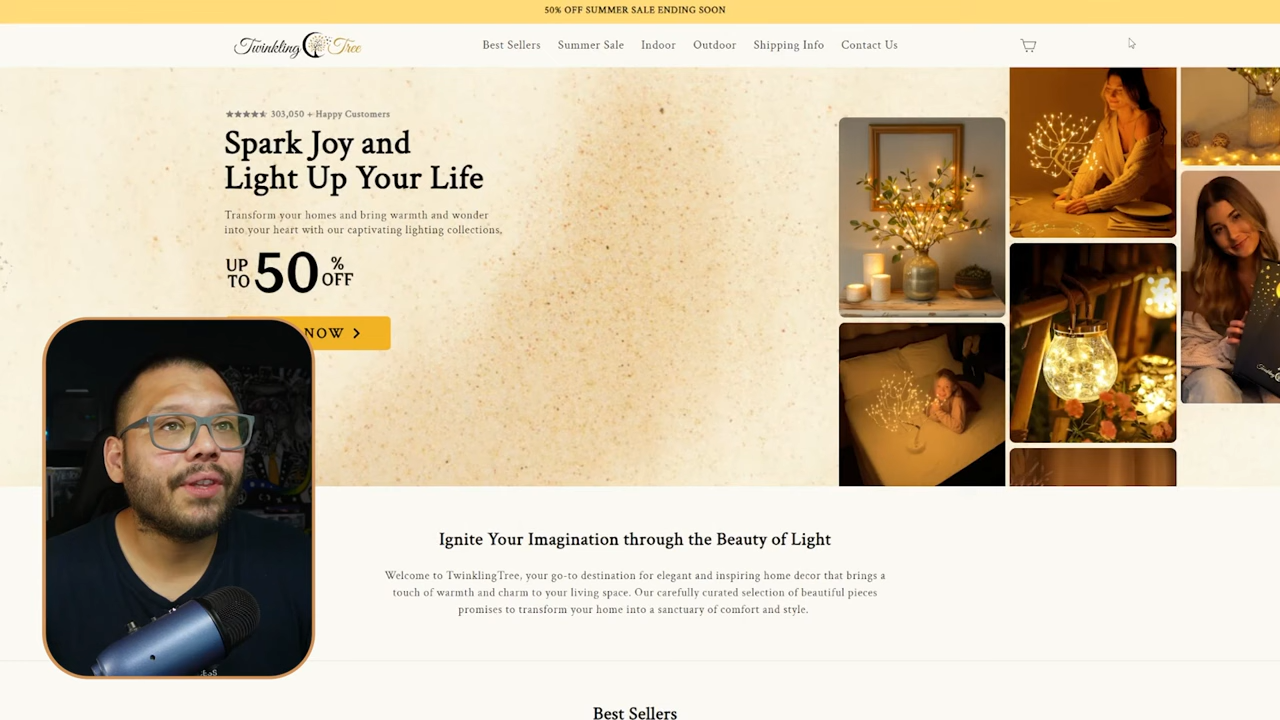 50% OFF SUMMER SALE ENDING SOON
Twinkling Tree
Best Sellers Summer Sale Indoor Outdoor Shipping Info Contact Us
303,050 + Happy Customers
Spark Joy and
Light Up Your Life
Transform your homes and bring warmth and wonder
into your heart with our captivating lighting collections,
UP TO 50 % OFF
NOW
Ignite Your Imagination through the Beauty of Light
Welcome to TwinklingTree, your go-to destination for elegant and inspiring home decor that brings a
touch of warmth and charm to your living space. Our carefully curated selection of beautiful pieces
promises to transform your home into a sanctuary of comfort and style.
Best Sellers